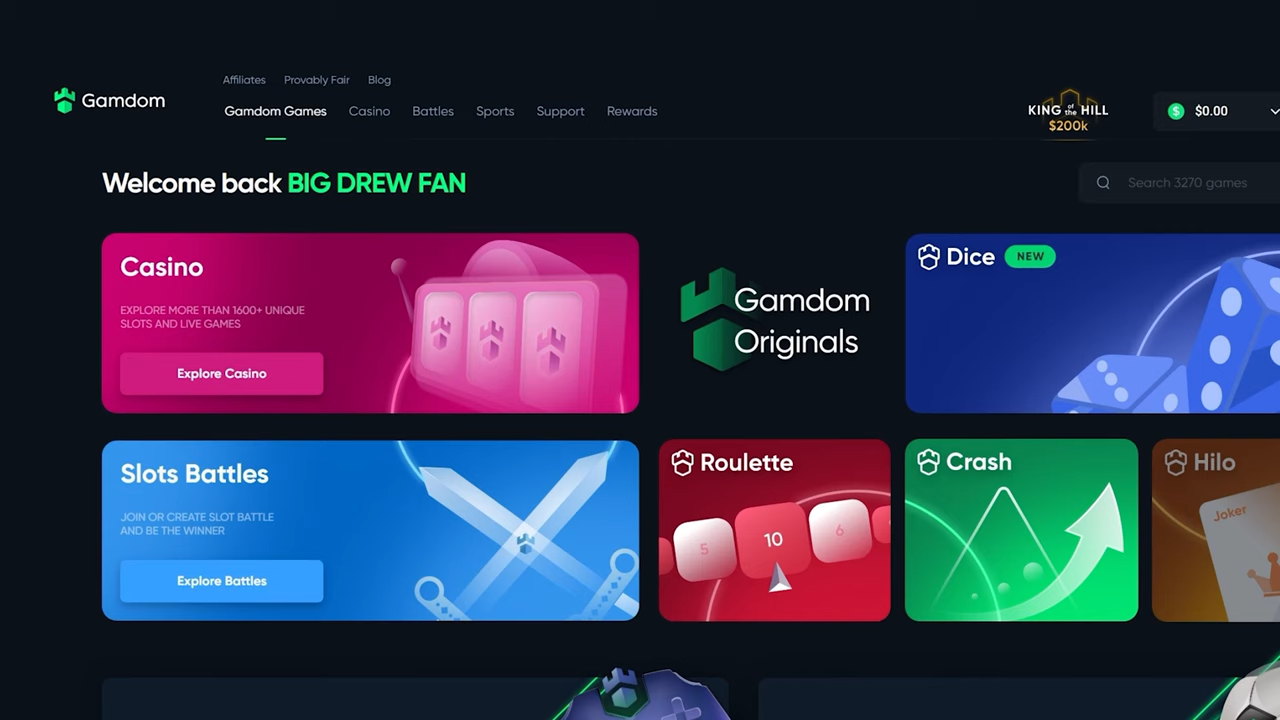 Affiliates Provably Fair Blog
Gamdom
Gamdom Games Casino Battles Sports Support Rewards
KING of the HILL
$200k
$ $0.00
Welcome back BIG DREW FAN
Search 3270 games
Casino
EXPLORE MORE THAN 1600+ UNIQUE
SLOTS AND LIVE GAMES
Explore Casino
Gamdom
Originals
Dice NEW
Slots Battles
JOIN OR CREATE SLOT BATTLE
AND BE THE WINNER
Explore Battles
Roulette
5 10 6
Crash
Hilo
Joker